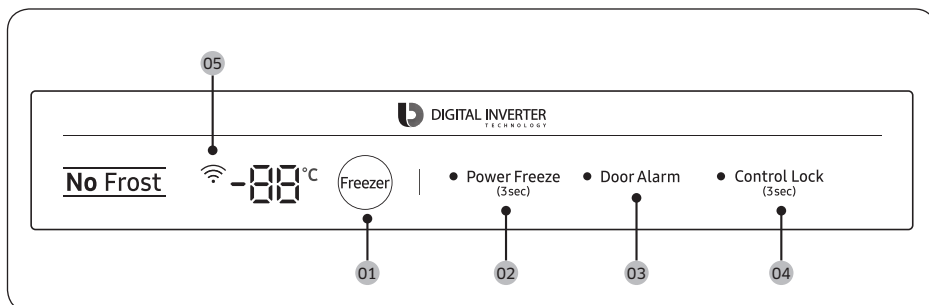 05
DIGITAL INVERTER
TECHNOLOGY
No Frost
-88°C
Freezer
Power Freeze
(3sec)
Door Alarm
Control Lock
(3sec)
01
02
03
04